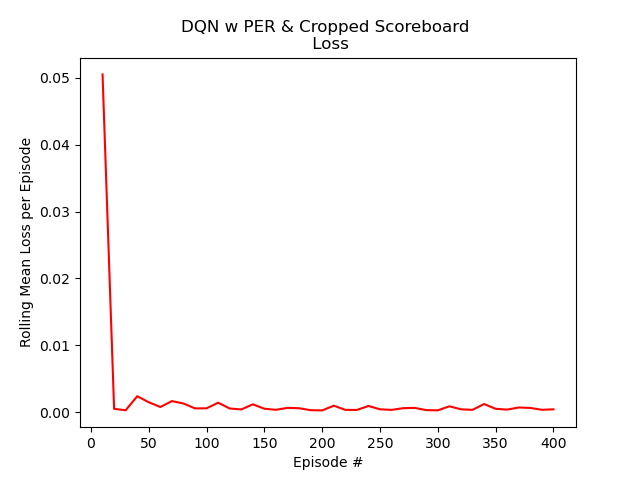 DQN w PER & Cropped Scoreboard
Loss
Rolling Mean Loss per Episode
0.05
0.04
0.03
0.02
0.01
0.00
0 50 100 150 200 250 300 350 400
Episode #